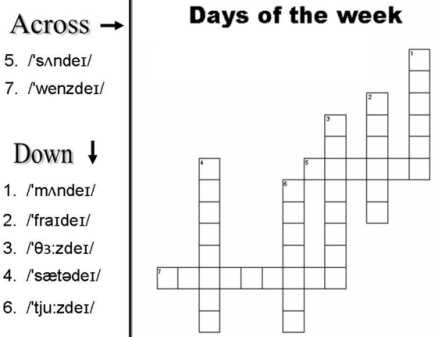 Across →
5. /'sʌndeɪ/
7. /'wenzdeɪ/
Down ↓
1. /'mʌndeɪ/
2. /'fraɪdeɪ/
3. /'θɜ:zdeɪ/
4. /'sætədeɪ/
6. /'tju:zdeɪ/
Days of the week
1
2
3
4
5
6
7